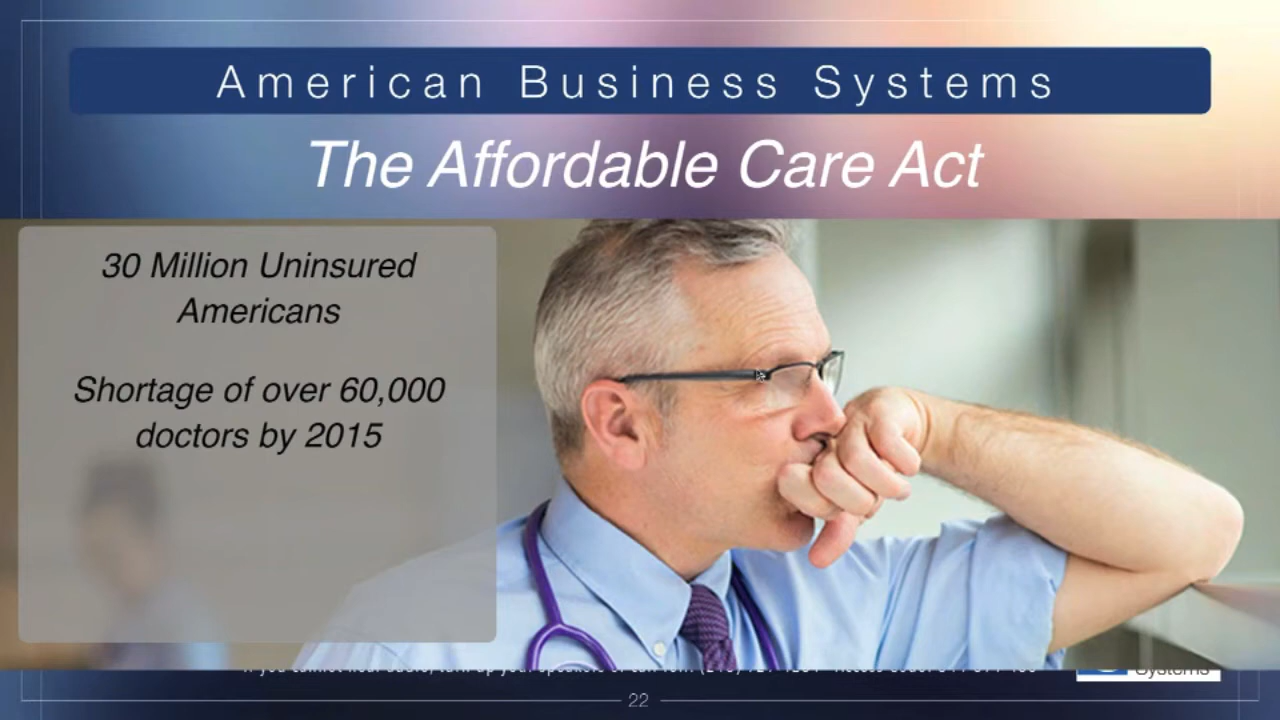 American Business Systems
The Affordable Care Act
30 Million Uninsured
Americans
Shortage of over 60,000
doctors by 2015
Systems
22